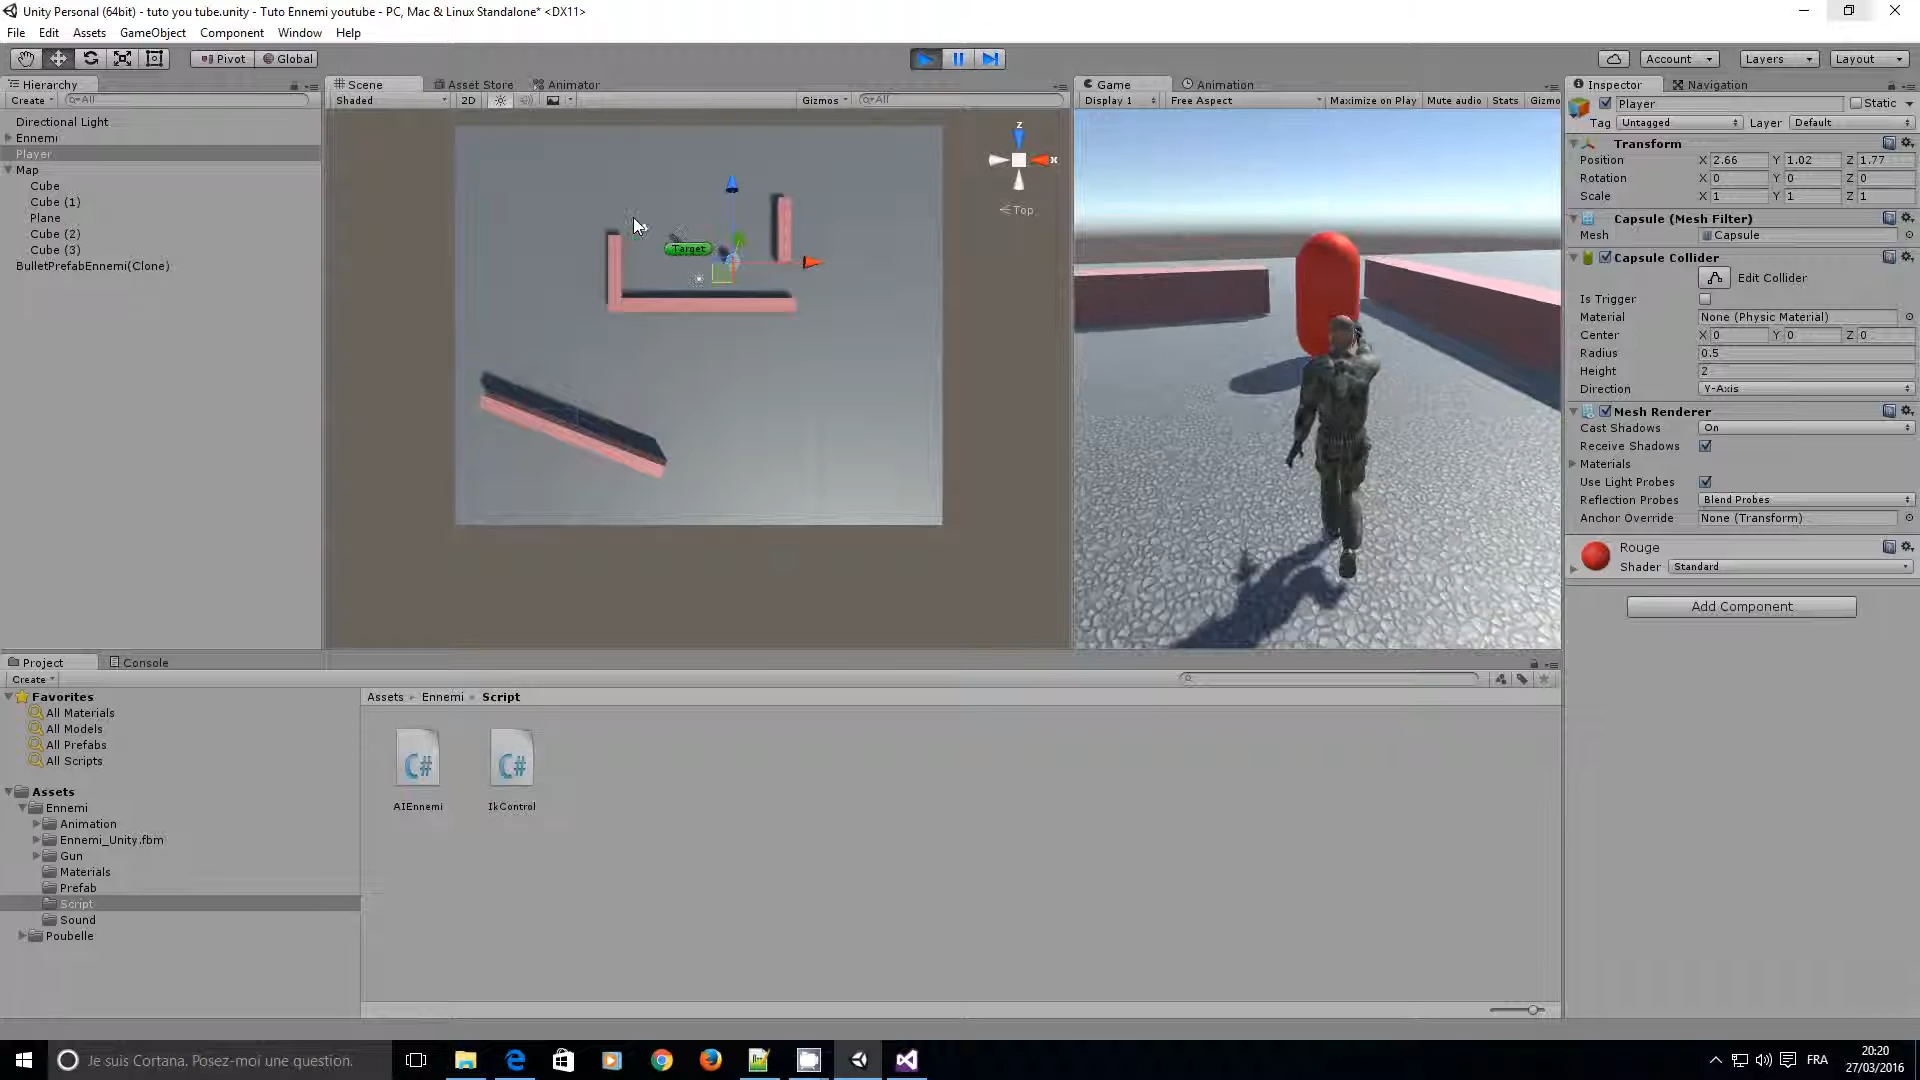 Unity Personal (64bit) - tuto you tube.unity - Tuto Ennemi youtube - PC, Mac & Linux Standalone* <DX11>
File Edit Assets GameObject Component Window Help
Pivot Global Account Layers Layout
Hierarchy
Create All
Directional Light
Ennemi
Player
Map
Cube
Cube (1)
Plane
Cube (2)
Cube (3)
BulletPrefabEnnemi(Clone)
Scene Asset Store Animator
Shaded 2D Gizmos All
z
x
Top
Target
Game Animation
Display 1 Free Aspect Maximize on Play Mute audio Stats Gizmo
Inspector Navigation
Player Static
Tag Untagged Layer Default
Transform
Position X 2.66 Y 1.02 Z 1.77
Rotation X 0 Y 0 Z 0
Scale X 1 Y 1 Z 1
Capsule (Mesh Filter)
Mesh Capsule
Capsule Collider
Edit Collider
Is Trigger
Material None (Physic Material)
Center X 0 Y 0 Z 0
Radius 0.5
Height 2
Direction Y-Axis
Mesh Renderer
Cast Shadows On
Receive Shadows
Materials
Use Light Probes
Reflection Probes Blend Probes
Anchor Override None (Transform)
Rouge
Shader Standard
Add Component
Project Console
Create
Favorites
All Materials
All Models
All Prefabs
All Scripts
Assets
Ennemi
Animation
Ennemi_Unity.fbm
Gun
Materials
Prefab
Script
Sound
Poubelle
Assets Ennemi Script
C# C#
AIEnnemi IkControl
Je suis Cortana. Posez-moi une question.
FRA
20:20
27/03/2016